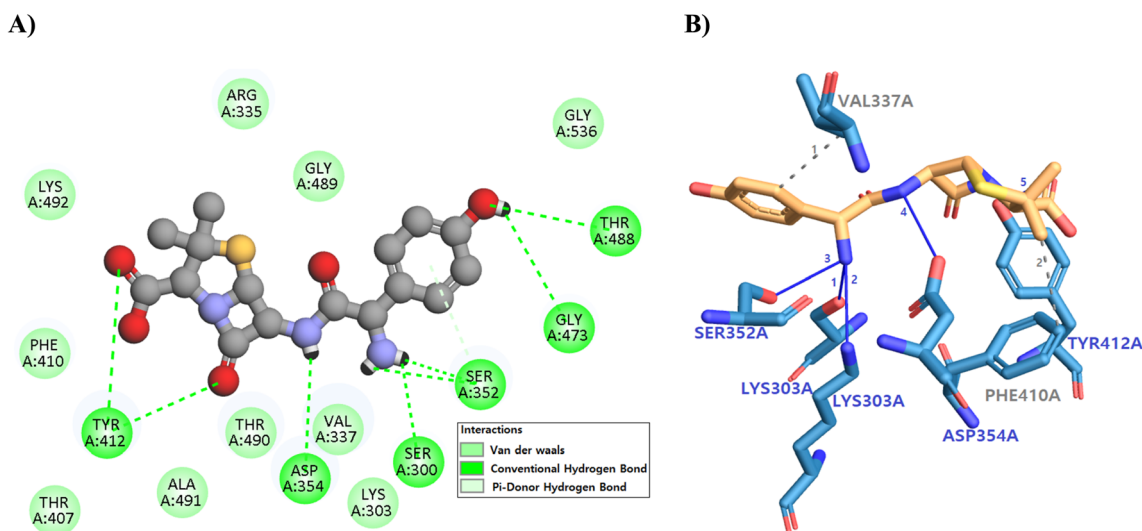 A)
B)
ARG
A:335
GLY
A:536
GLY
A:489
LYS
A:492
THR
A:488
GLY
A:473
PHE
A:410
SER
A:352
TYR
A:412
THR
A:490
VAL
A:337
SER
A:300
ASP
A:354
ALA
A:491
LYS
A:303
THR
A:407
Interactions
Van der waals
Conventional Hydrogen Bond
Pi-Donor Hydrogen Bond
VAL337A
1
5
4
3
2
1
2
SER352A
LYS303A
LYS303A
TYR412A
PHE410A
ASP354A